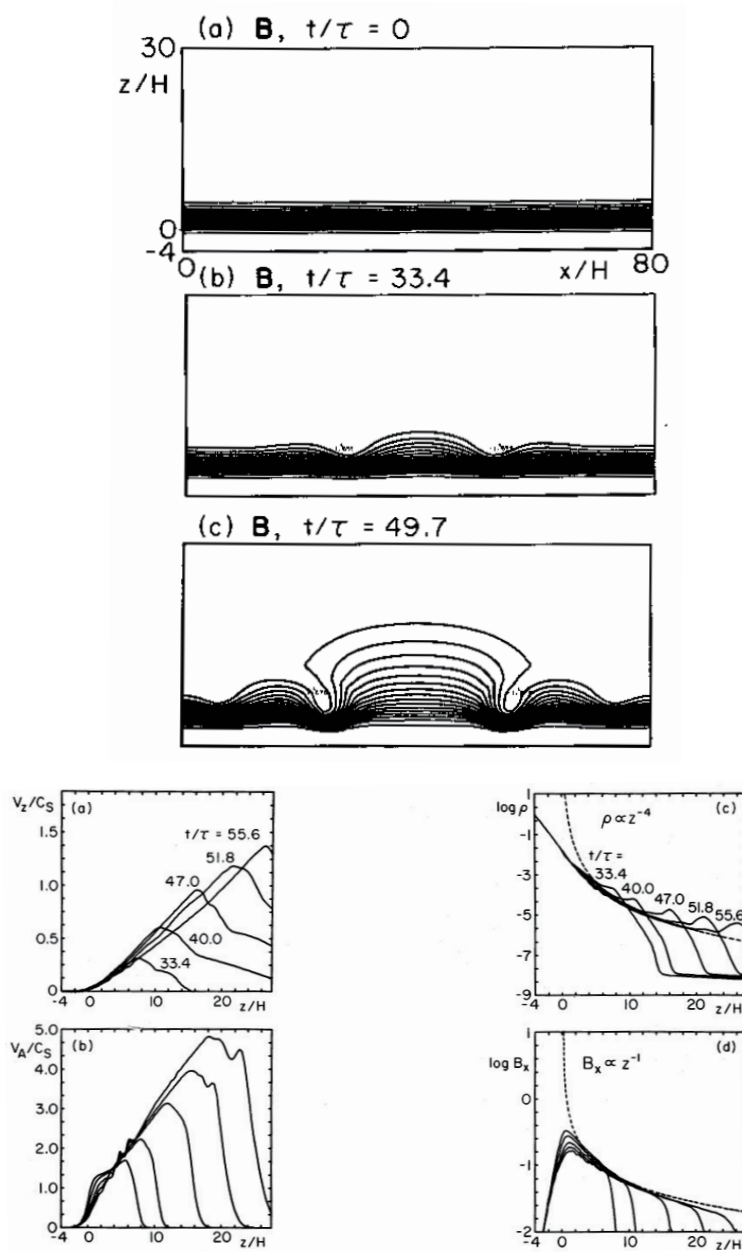 (a) B, t/τ = 0
30
z/H
0
-4
0
x/H
80
(b) B, t/τ = 33.4
(c) B, t/τ = 49.7
V_z/C_S
(a)
1.5
1.0
0.5
0
t/τ = 55.6
51.8
47.0
40.0
33.4
-4 0 10 20 z/H
log ρ
(c)
1
-1
-3
-5
-7
-9
ρ ∝ z⁻⁴
t/τ =
33.4
40.0
47.0
51.8
55.6
-4 0 10 20 z/H
V_A/C_S
(b)
5.0
4.0
3.0
2.0
1.0
0
-4 0 10 20 z/H
log B_x
(d)
1
0
-1
-2
B_x ∝ z⁻¹
-4 0 10 20 z/H